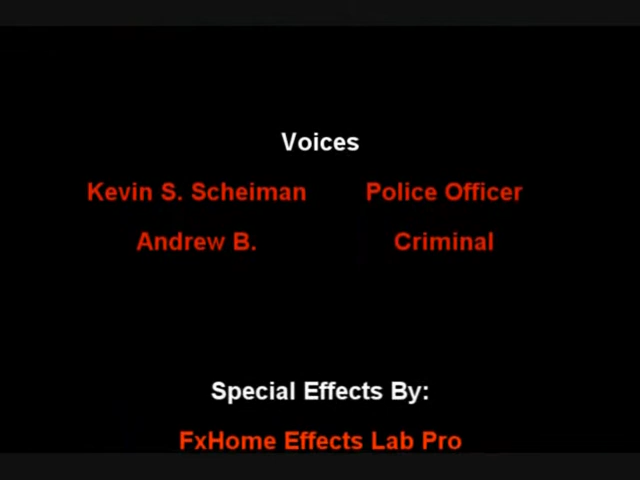 Voices
Kevin S. Scheiman Police Officer
Andrew B. Criminal
Special Effects By:
FxHome Effects Lab Pro